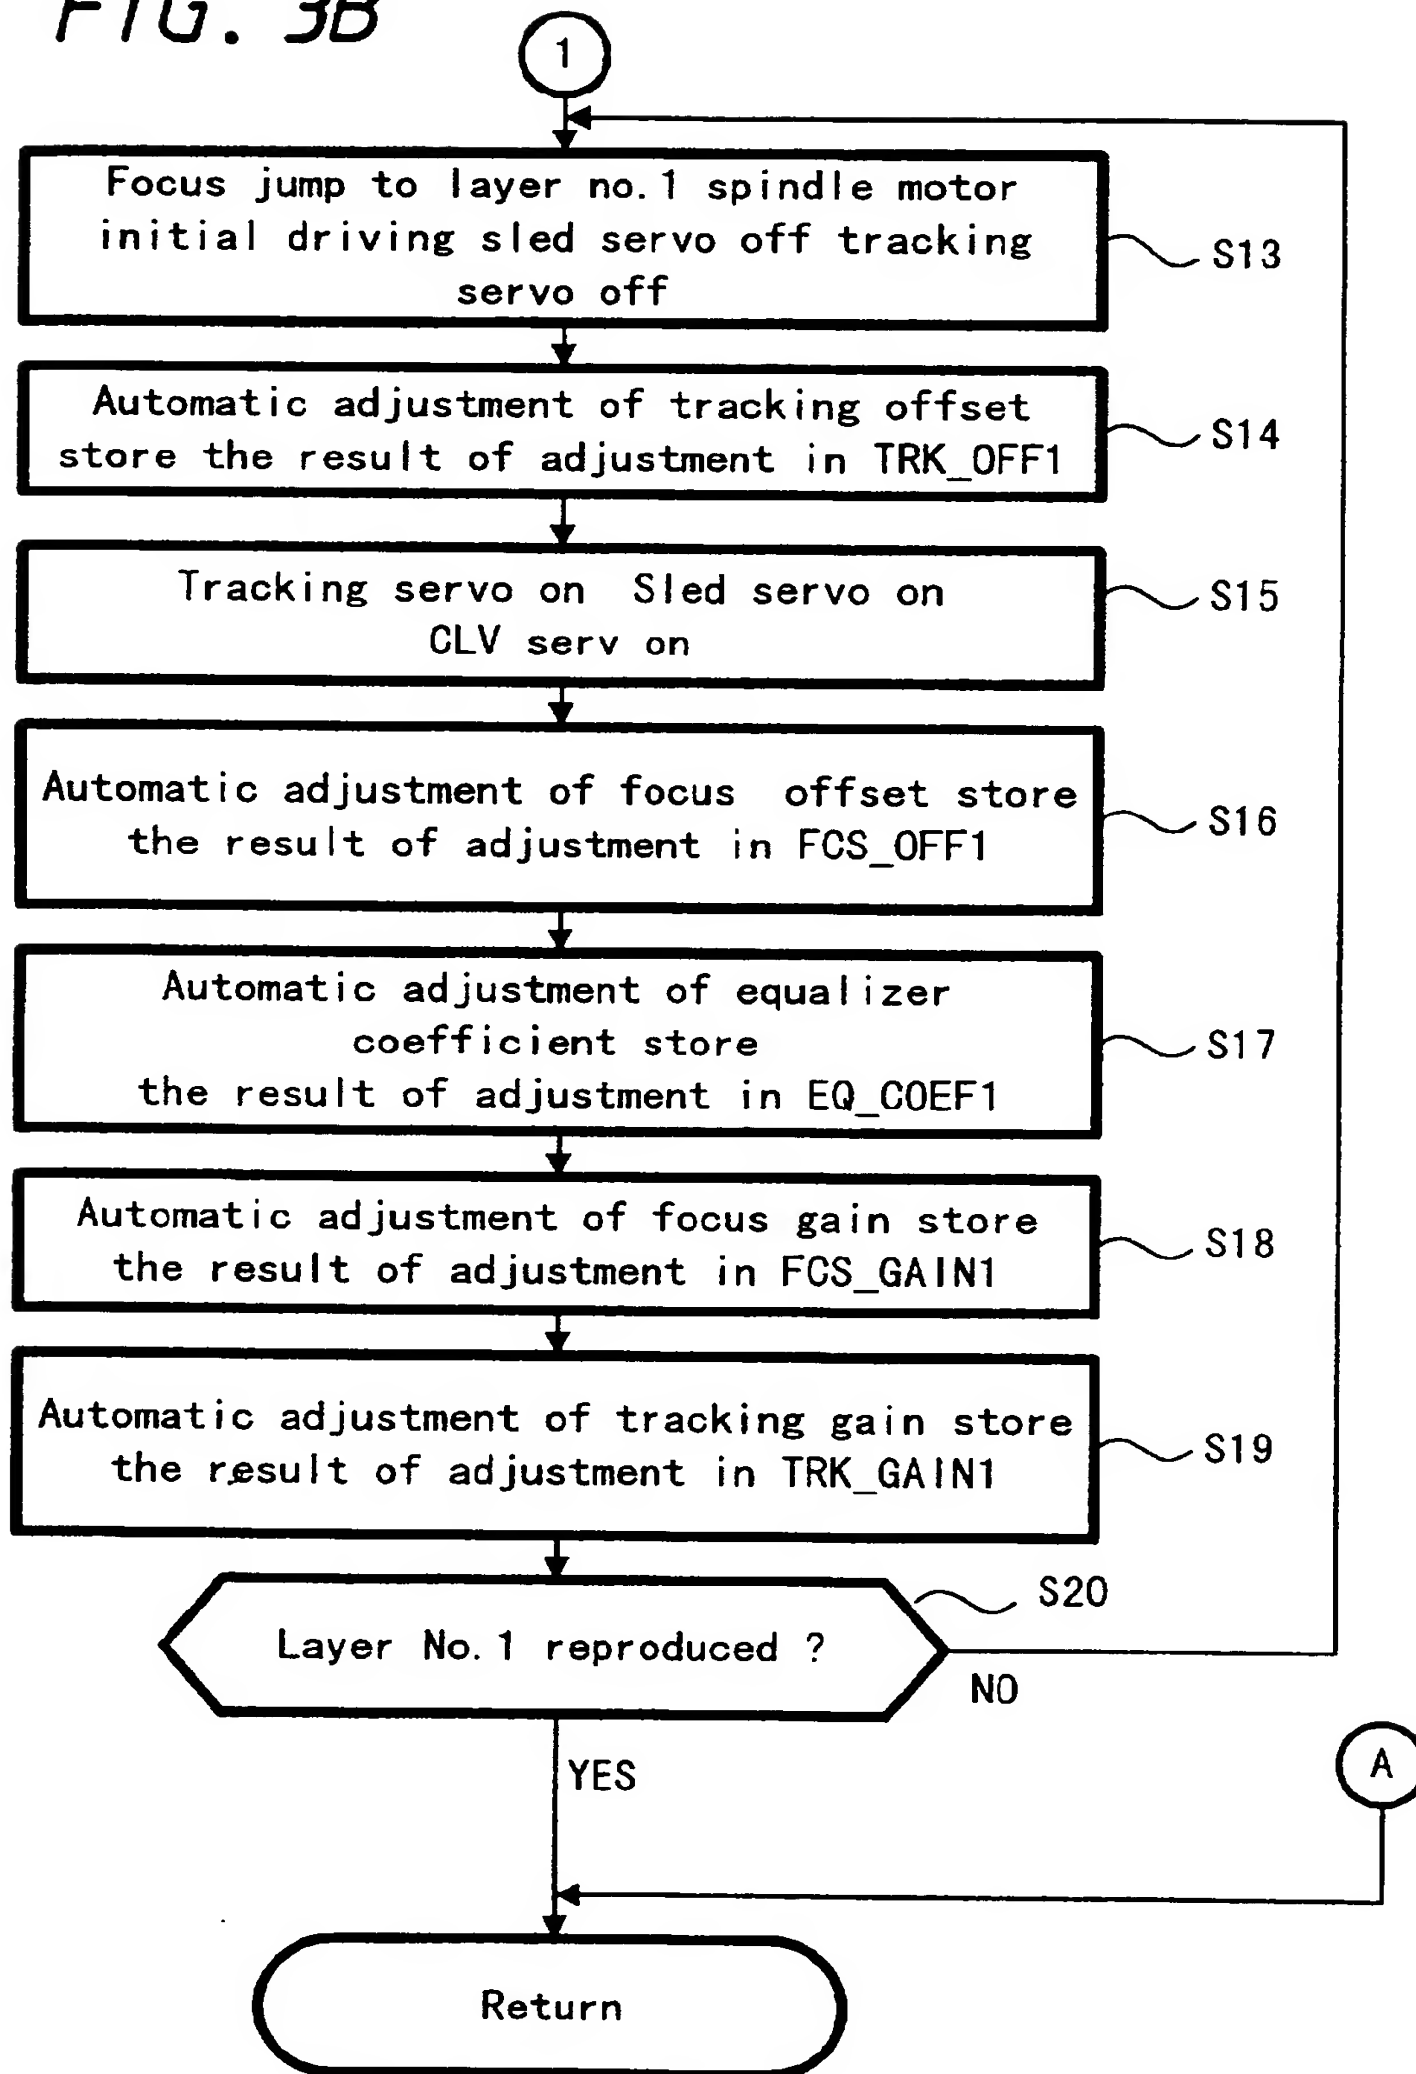 FIG. 3B
1
Focus jump to layer no.1 spindle motor
initial driving sled servo off tracking
servo off
S13
Automatic adjustment of tracking offset
store the result of adjustment in TRK_OFF1
S14
Tracking servo on Sled servo on
CLV serv on
S15
Automatic adjustment of focus offset store
the result of adjustment in FCS_OFF1
S16
Automatic adjustment of equalizer
coefficient store
the result of adjustment in EQ_COEF1
S17
Automatic adjustment of focus gain store
the result of adjustment in FCS_GAIN1
S18
Automatic adjustment of tracking gain store
the result of adjustment in TRK_GAIN1
S19
S20
Layer No.1 reproduced ?
NO
YES
A
Return